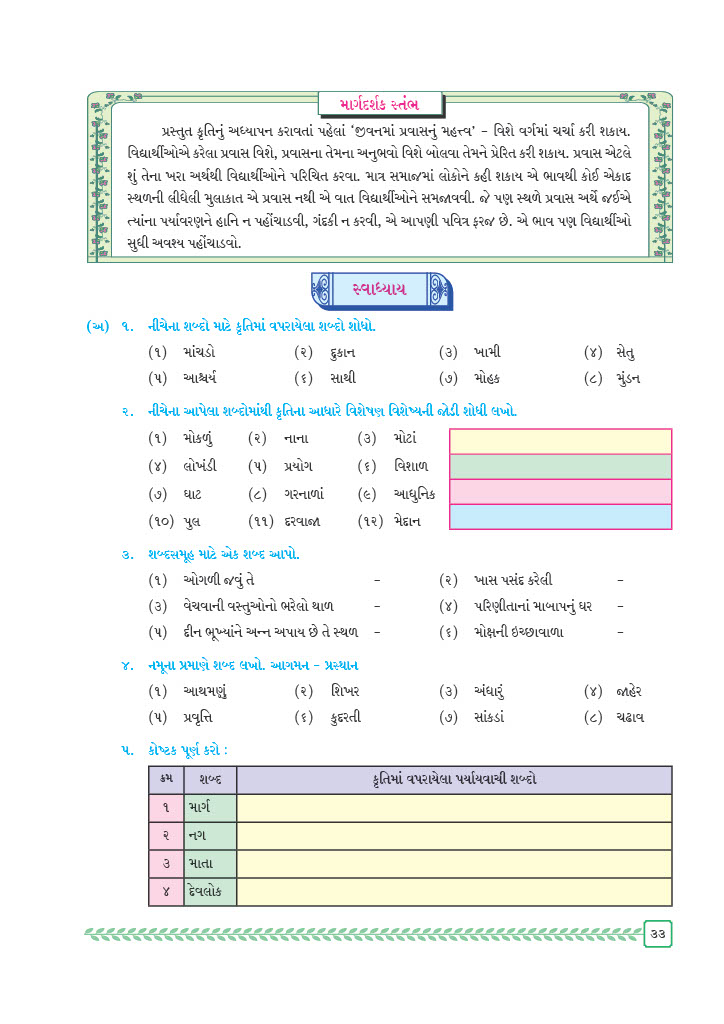 માર્ગદર્શક સ્તંભ
પ્રસ્તુત કૃતિનું અધ્યાપન કરાવતાં પહેલાં ‘જીવનમાં પ્રવાસનું મહત્ત્વ’ – વિશે વર્ગમાં ચર્ચા કરી શકાય.
વિદ્યાર્થીઓએ કરેલા પ્રવાસ વિશે, પ્રવાસના તેમના અનુભવો વિશે બોલવા તેમને પ્રેરિત કરી શકાય. પ્રવાસ એટલે
શું તેના ખરા અર્થથી વિદ્યાર્થીઓને પરિચિત કરવા. માત્ર સમાજમાં લોકોને કહી શકાય એ ભાવથી કોઈ એકાદ
સ્થળની લીધેલી મુલાકાત એ પ્રવાસ નથી એ વાત વિદ્યાર્થીઓને સમજાવવી. જે પણ સ્થળે પ્રવાસ અર્થે જઈએ
ત્યાંના પર્યાવરણને હાનિ ન પહોંચાડવી, ગંદકી ન કરવી, એ આપણી પવિત્ર ફરજ છે. એ ભાવ પણ વિદ્યાર્થીઓ
સુધી અવશ્ય પહોંચાડવો.
સ્વાધ્યાય
(અ) ૧. નીચેના શબ્દો માટે કૃતિમાં વપરાયેલા શબ્દો શોધો.
(૧) માંચડો (૨) દુકાન (૩) ખામી (૪) સેતુ
(૫) આશ્ચર્ય (૬) સાથી (૭) મોહક (૮) મુંડન
૨. નીચેના આપેલા શબ્દોમાંથી કૃતિના આધારે વિશેષણ વિશેષ્યની જોડી શોધી લખો.
(૧) મોકળું (૨) નાના (૩) મોટાં
(૪) લોખંડી (૫) પ્રયોગ (૬) વિશાળ
(૭) ઘાટ (૮) ગરનાળાં (૯) આધુનિક
(૧૦) પુલ (૧૧) દરવાજા (૧૨) મેદાન
૩. શબ્દસમૂહ માટે એક શબ્દ આપો.
(૧) ઓગળી જવું તે – (૨) ખાસ પસંદ કરેલી –
(૩) વેચવાની વસ્તુઓનો ભરેલો થાળ – (૪) પરિણીતાનાં માબાપનું ઘર –
(૫) દીન ભૂખ્યાંને અન્ન અપાય છે તે સ્થળ – (૬) મોક્ષની ઇચ્છાવાળા –
૪. નમૂના પ્રમાણે શબ્દ લખો. આગમન – પ્રસ્થાન
(૧) આથમણું (૨) શિખર (૩) અંધારું (૪) જાહેર
(૫) પ્રવૃત્તિ (૬) કુદરતી (૭) સાંકડાં (૮) ચઢાવ
૫. કોષ્ટક પૂર્ણ કરો :
ક્રમ શબ્દ કૃતિમાં વપરાયેલા પર્યાયવાચી શબ્દો
૧ માર્ગ
૨ નગ
૩ માતા
૪ દેવલોક
૩૩